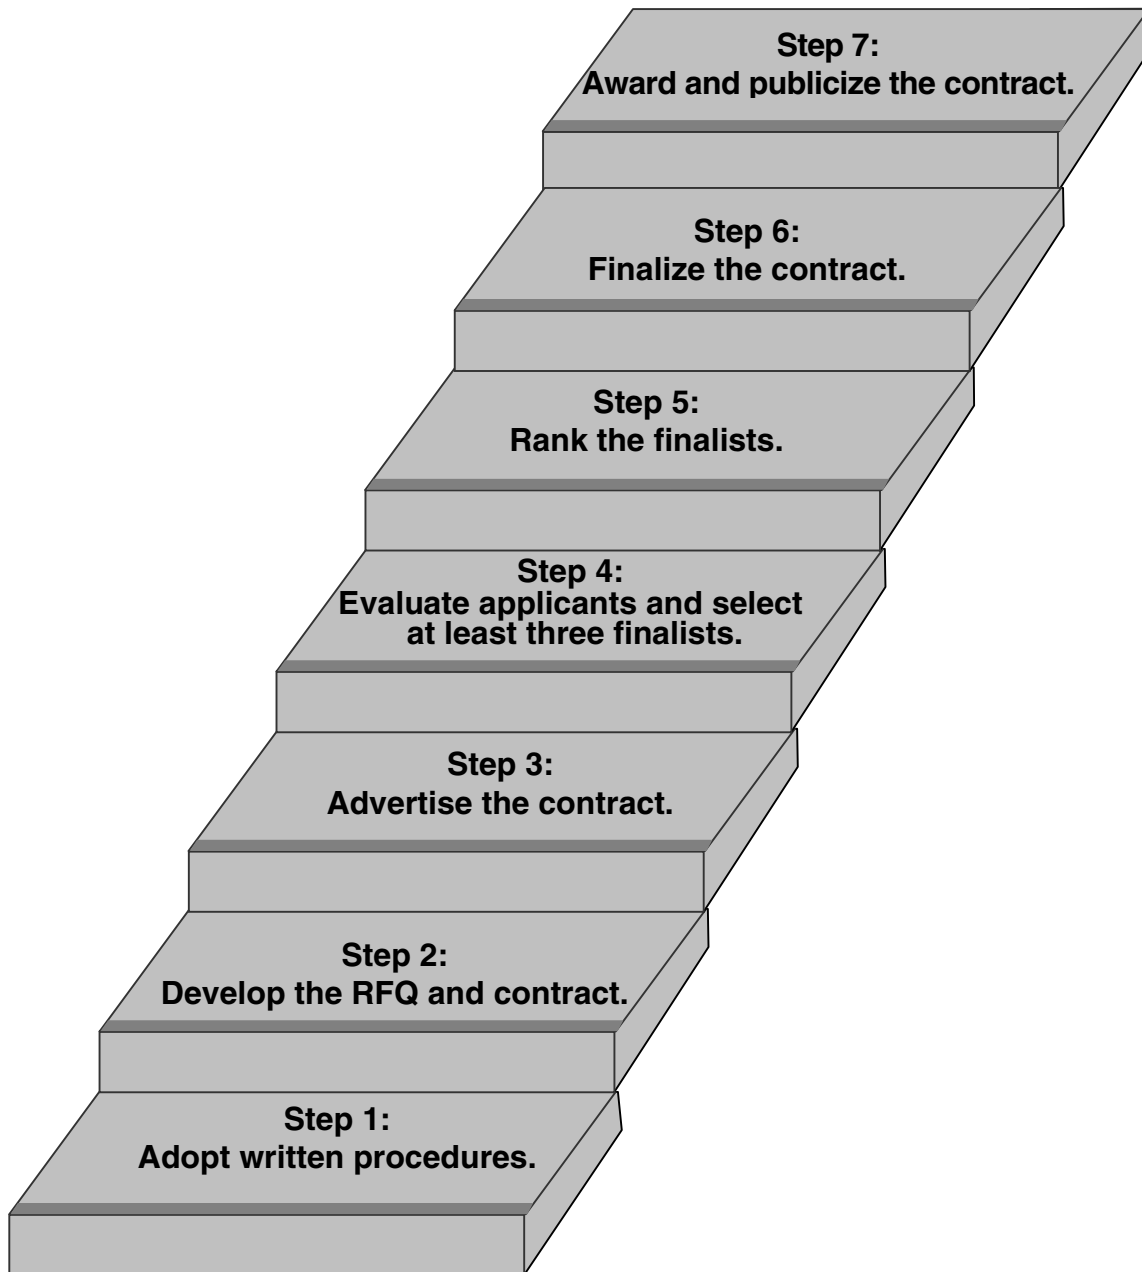 Step 7:
Award and publicize the contract.
Step 6:
Finalize the contract.
Step 5:
Rank the finalists.
Step 4:
Evaluate applicants and select
at least three finalists.
Step 3:
Advertise the contract.
Step 2:
Develop the RFQ and contract.
Step 1:
Adopt written procedures.